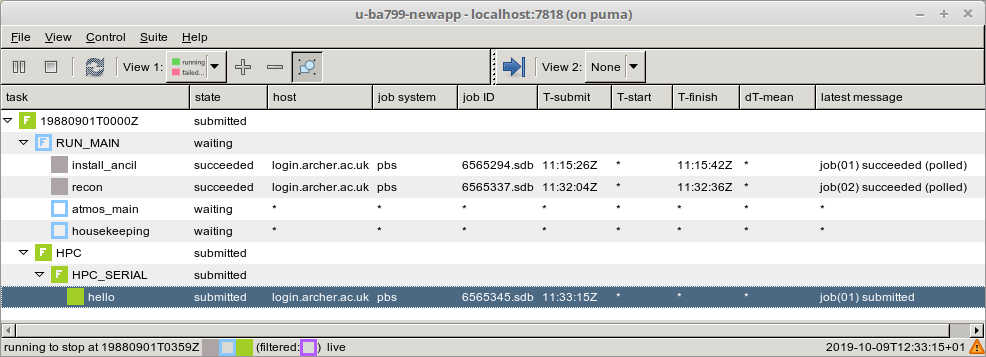 u-ba799-newapp - localhost:7818 (on puma)
File View Control Suite Help
View 1: running failed... View 2: None
task state host job system job ID T-submit T-start T-finish dT-mean latest message
F 19880901T0000Z submitted
F RUN_MAIN waiting
install_ancil succeeded login.archer.ac.uk pbs 6565294.sdb 11:15:26Z * 11:15:42Z * job(01) succeeded (polled)
recon succeeded login.archer.ac.uk pbs 6565337.sdb 11:32:04Z * 11:32:36Z * job(02) succeeded (polled)
atmos_main waiting * * * * * * * *
housekeeping waiting * * * * * * * *
F HPC submitted
F HPC_SERIAL submitted
hello submitted login.archer.ac.uk pbs 6565345.sdb 11:33:15Z * * * job(01) submitted
running to stop at 19880901T0359Z (filtered: ) live 2019-10-09T12:33:15+01